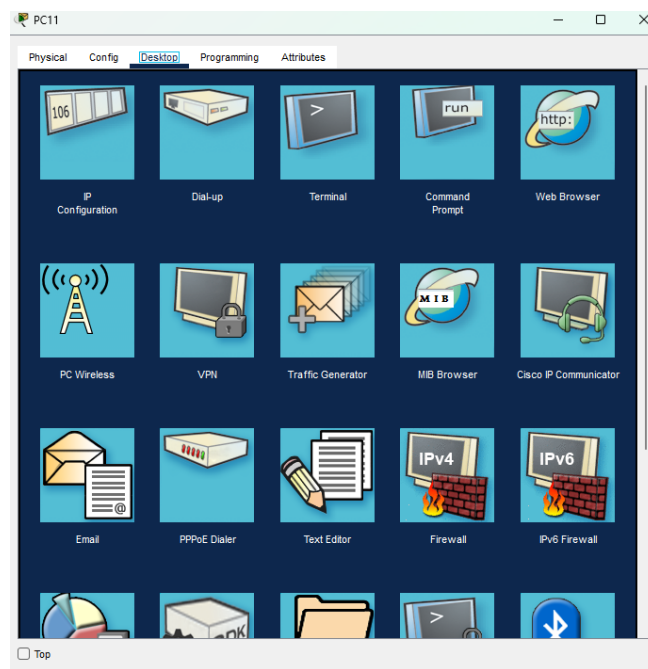 PC11
Physical Config Desktop Programming Attributes
106
>
run
http:
IP
Configuration
Dial-up
Terminal
Command
Prompt
Web Browser
MIB
PC Wireless
VPN
Traffic Generator
MIB Browser
Cisco IP Communicator
@
IPv4
IPv6
Email
PPPoE Dialer
Text Editor
Firewall
IPv6 Firewall
>
@
Top